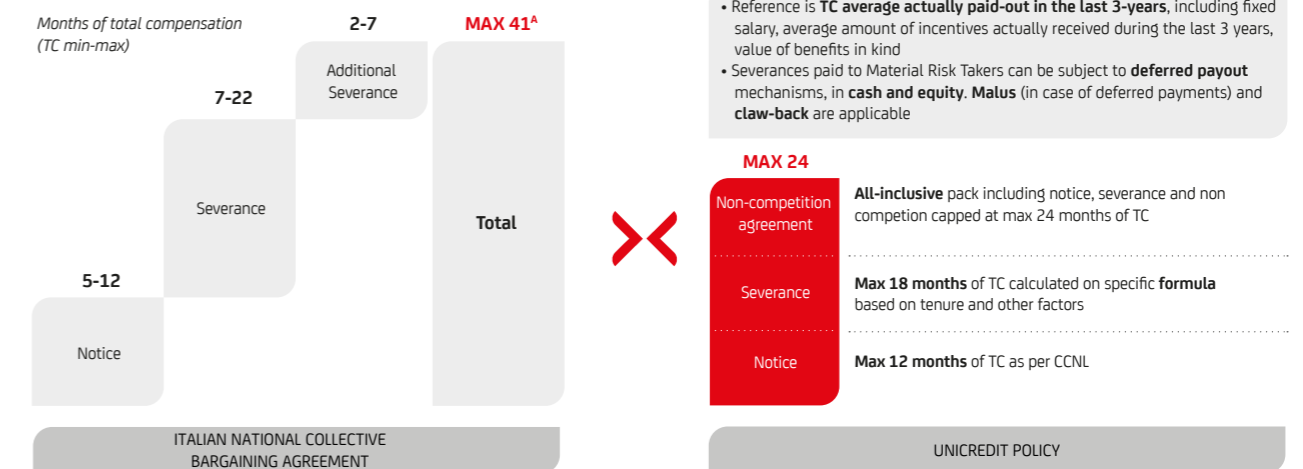 Months of total compensation
(TC min-max)
2-7
MAX 41A
Additional
Severance
7-22
Severance
Total
5-12
Notice
ITALIAN NATIONAL COLLECTIVE
BARGAINING AGREEMENT
• Reference is TC average actually paid-out in the last 3-years, including fixed
salary, average amount of incentives actually received during the last 3 years,
value of benefits in kind
• Severances paid to Material Risk Takers can be subject to deferred payout
mechanisms, in cash and equity. Malus (in case of deferred payments) and
claw-back are applicable
MAX 24
Non-competition
agreement
All-inclusive pack including notice, severance and non
competion capped at max 24 months of TC
Severance
Max 18 months of TC calculated on specific formula
based on tenure and other factors
Notice
Max 12 months of TC as per CCNL
UNICREDIT POLICY